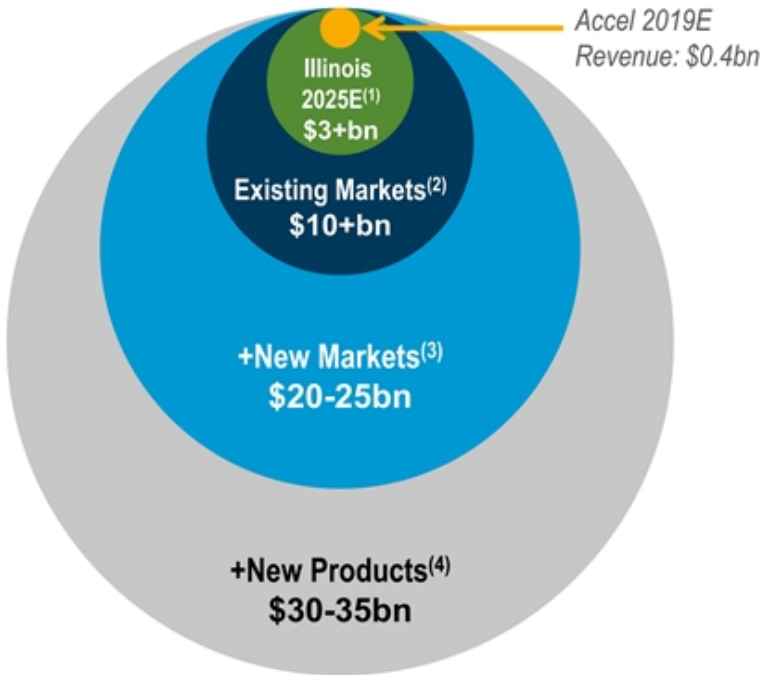 Accel 2019E
Revenue: $0.4bn
Illinois
2025E(1)
$3+bn
Existing Markets(2)
$10+bn
+New Markets(3)
$20-25bn
+New Products(4)
$30-35bn